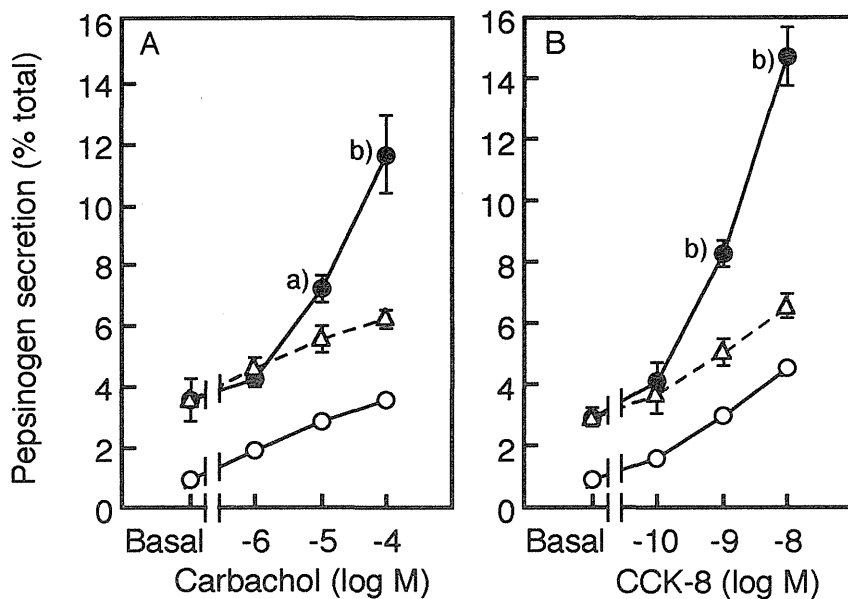 Pepsinogen secretion (% total)
A
16
14
12
10
8
6
4
2
0
a)
b)
Basal -6 -5 -4
Carbachol (log M)
B
16
14
12
10
8
6
4
2
0
b)
b)
Basal -10 -9 -8
CCK-8 (log M)